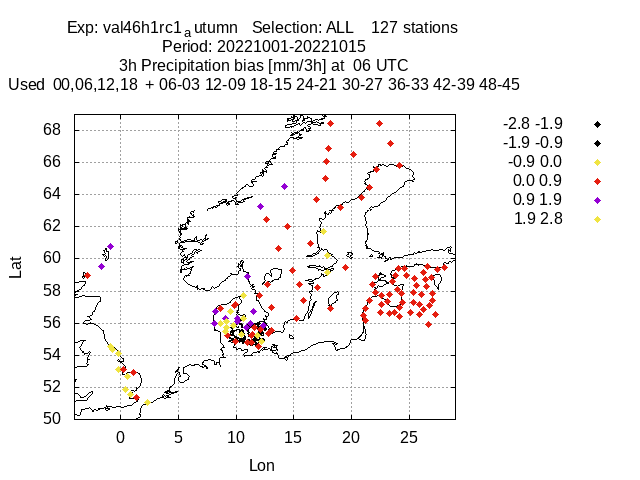 Exp: val46h1rc1ₐutumn Selection: ALL 127 stations
Period: 20221001-20221015
3h Precipitation bias [mm/3h] at 06 UTC
Used 00,06,12,18 + 06-03 12-09 18-15 24-21 30-27 36-33 42-39 48-45
-2.8 -1.9
-1.9 -0.9
-0.9 0.0
0.0 0.9
0.9 1.9
1.9 2.8
68
66
64
62
60
58
56
54
52
50
Lat
0 5 10 15 20 25
Lon